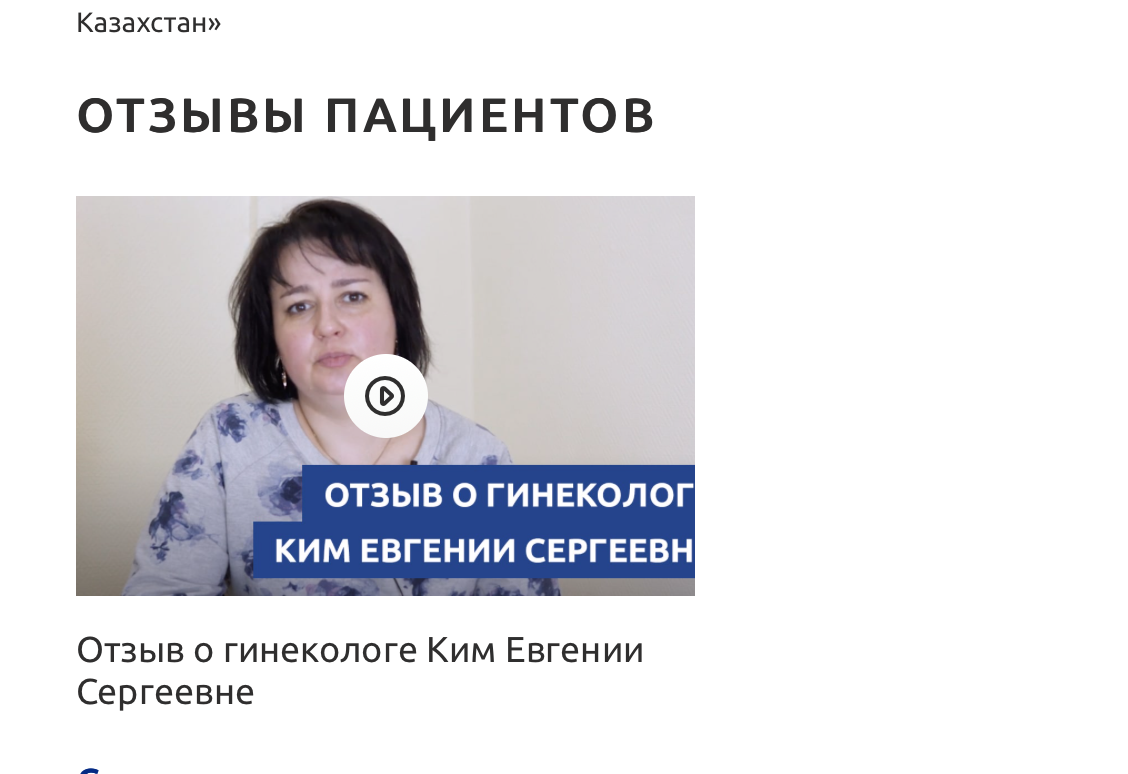 Казахстан»
ОТЗЫВЫ ПАЦИЕНТОВ
ОТЗЫВ О ГИНЕКОЛОГ
КИМ ЕВГЕНИИ СЕРГЕЕВН
Отзыв о гинекологе Ким Евгении
Сергеевне